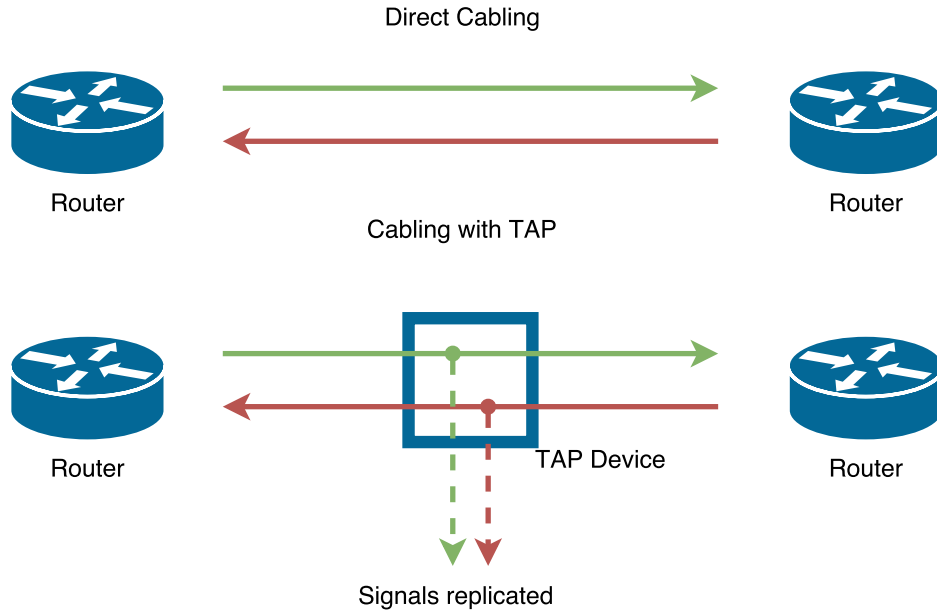 Direct Cabling
Router
Router
Cabling with TAP
Router
TAP Device
Router
Signals replicated